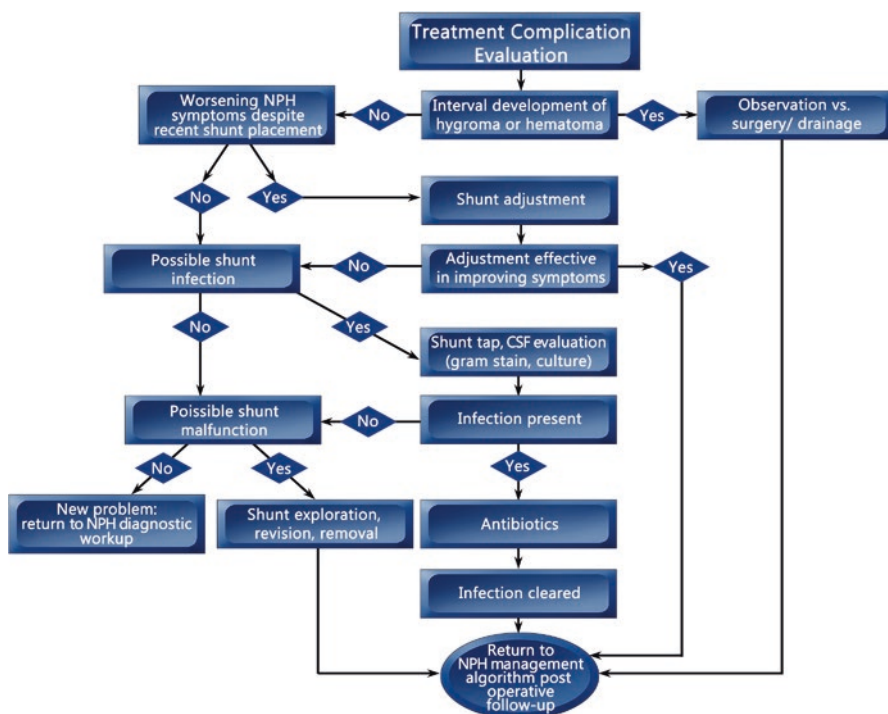 Treatment Complication
Evaluation
Worsening NPH
symptoms despite
recent shunt placement
No
Interval development of
hygroma or hematoma
Yes
Observation vs.
surgery/ drainage
No
Yes
Shunt adjustment
Possible shunt
infection
No
Adjustment effective
in improving symptoms
Yes
No
Yes
Shunt tap, CSF evaluation
(gram stain, culture)
Poissible shunt
malfunction
No
Infection present
No
Yes
Yes
New problem:
return to NPH diagnostic
workup
Shunt exploration,
revision, removal
Antibiotics
Infection cleared
Return to
NPH management
algorithm post
operative
follow-up